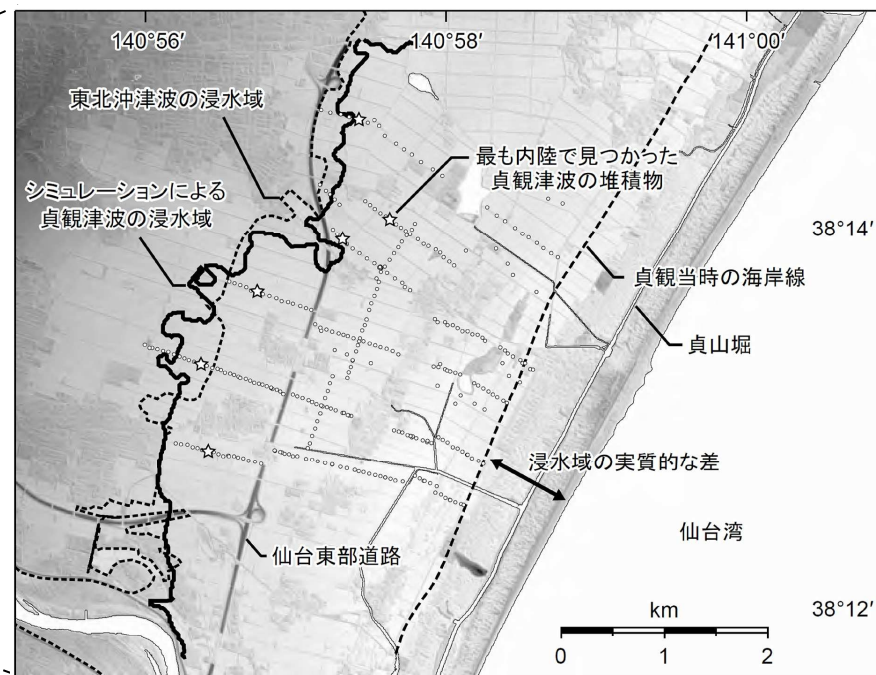 140°56′
140°58′
141°00′
東北沖津波の浸水域
最も内陸で見つかった
貞観津波の堆積物
シミュレーションによる
貞観津波の浸水域
38°14′
貞観当時の海岸線
貞山堀
浸水域の実質的な差
仙台湾
仙台東部道路
38°12′
km
0 1 2